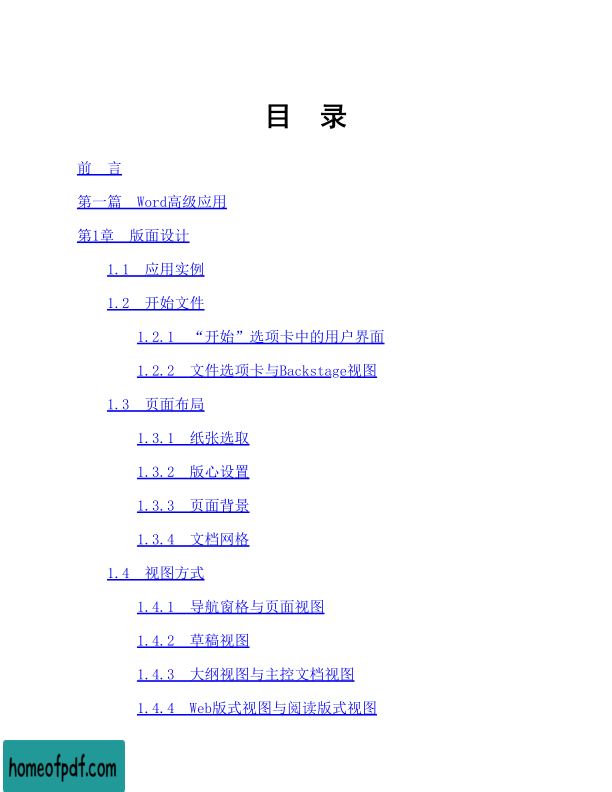 目　录
前　言
第一篇　Word高级应用
第1章　版面设计
1.1　应用实例
1.2　开始文件
1.2.1　“开始”选项卡中的用户界面
1.2.2　文件选项卡与Backstage视图
1.3　页面布局
1.3.1　纸张选取
1.3.2　版心设置
1.3.3　页面背景
1.3.4　文档网格
1.4　视图方式
1.4.1　导航窗格与页面视图
1.4.2　草稿视图
1.4.3　大纲视图与主控文档视图
1.4.4　Web版式视图与阅读版式视图
homeofpdf.com